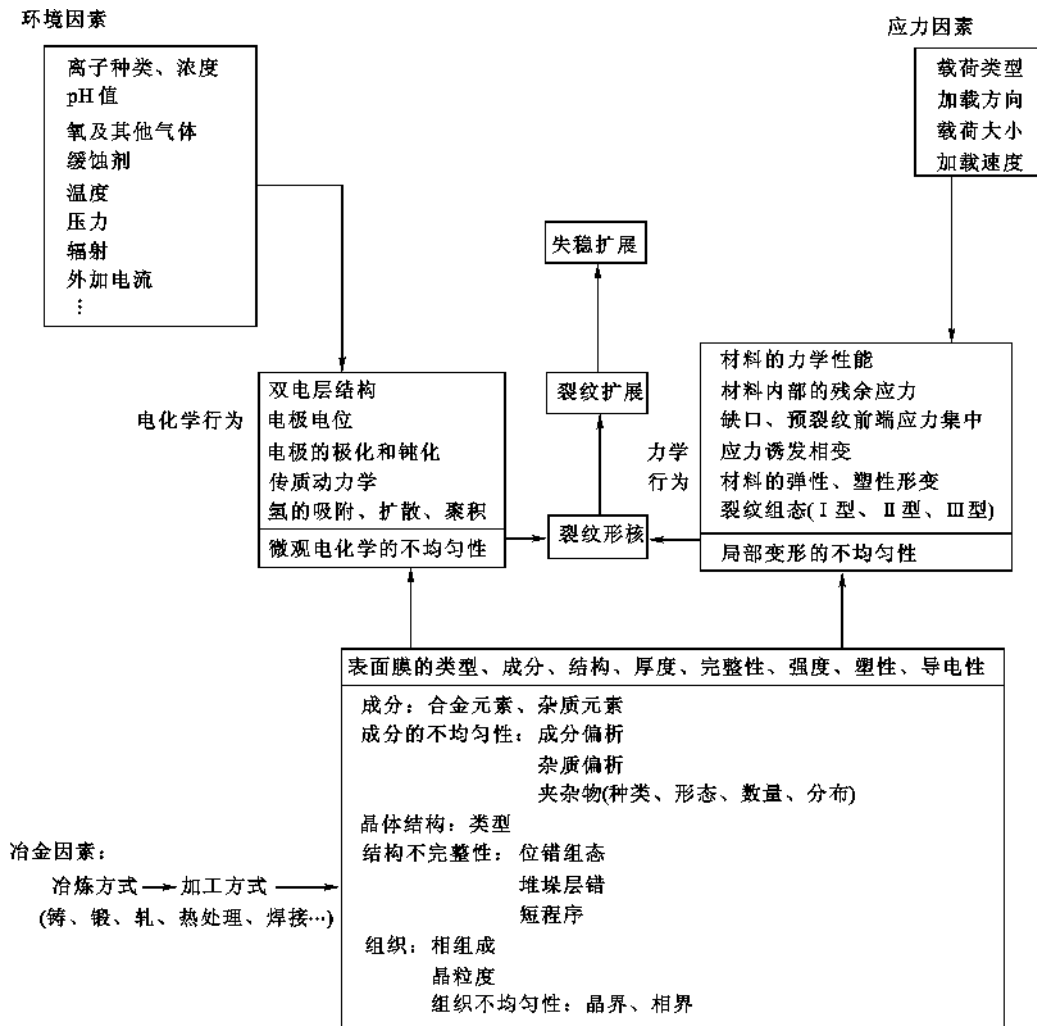 环境因素
离子种类、浓度
pH值
氧及其他气体
缓蚀剂
温度
压力
辐射
外加电流
⋮
应力因素
载荷类型
加载方向
载荷大小
加载速度
失稳扩展
裂纹扩展
裂纹形核
电化学行为
双电层结构
电极电位
电极的极化和钝化
传质动力学
氢的吸附、扩散、聚积
微观电化学的不均匀性
力学
行为
材料的力学性能
材料内部的残余应力
缺口、预裂纹前端应力集中
应力诱发相变
材料的弹性、塑性形变
裂纹组态(Ⅰ型、Ⅱ型、Ⅲ型)
局部变形的不均匀性
表面膜的类型、成分、结构、厚度、完整性、强度、塑性、导电性
成分：合金元素、杂质元素
成分的不均匀性：成分偏析
杂质偏析
夹杂物(种类、形态、数量、分布)
晶体结构：类型
结构不完整性：位错组态
堆垛层错
短程序
组织：相组成
晶粒度
组织不均匀性：晶界、相界
冶金因素：
冶炼方式→加工方式
(铸、锻、轧、热处理、焊接…)